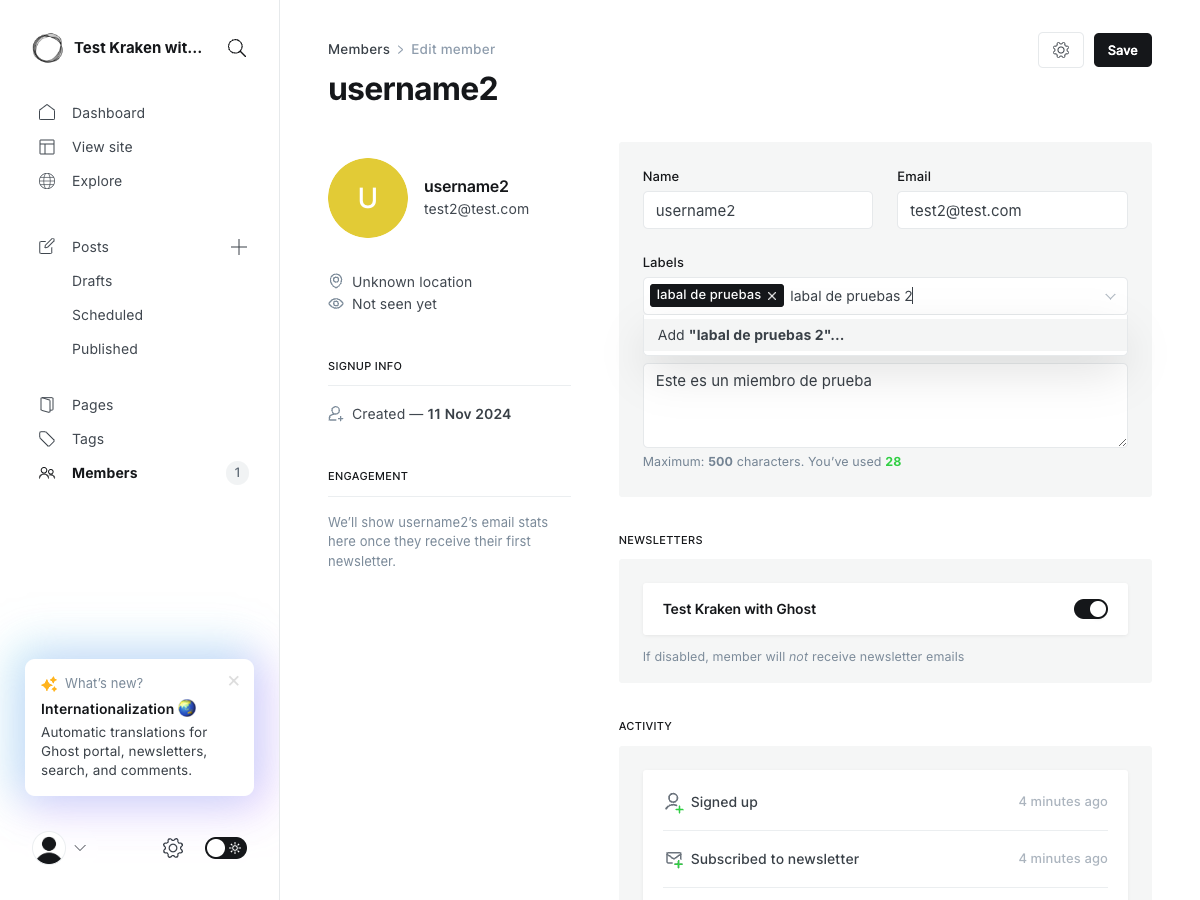 Test Kraken wit...
Dashboard
View site
Explore
Posts
Drafts
Scheduled
Published
Pages
Tags
Members
1
What's new?
Internationalization
Automatic translations for
Ghost portal, newsletters,
search, and comments.
Members
Edit member
Save
username2
U
username2
test2@test.com
Unknown location
Not seen yet
SIGNUP INFO
Created — 11 Nov 2024
ENGAGEMENT
We'll show username2's email stats
here once they receive their first
newsletter.
Name
Email
username2
test2@test.com
Labels
labal de pruebas
labal de pruebas 2
Add "labal de pruebas 2"...
Este es un miembro de prueba
Maximum: 500 characters. You've used 28
NEWSLETTERS
Test Kraken with Ghost
If disabled, member will not receive newsletter emails
ACTIVITY
Signed up
4 minutes ago
Subscribed to newsletter
4 minutes ago